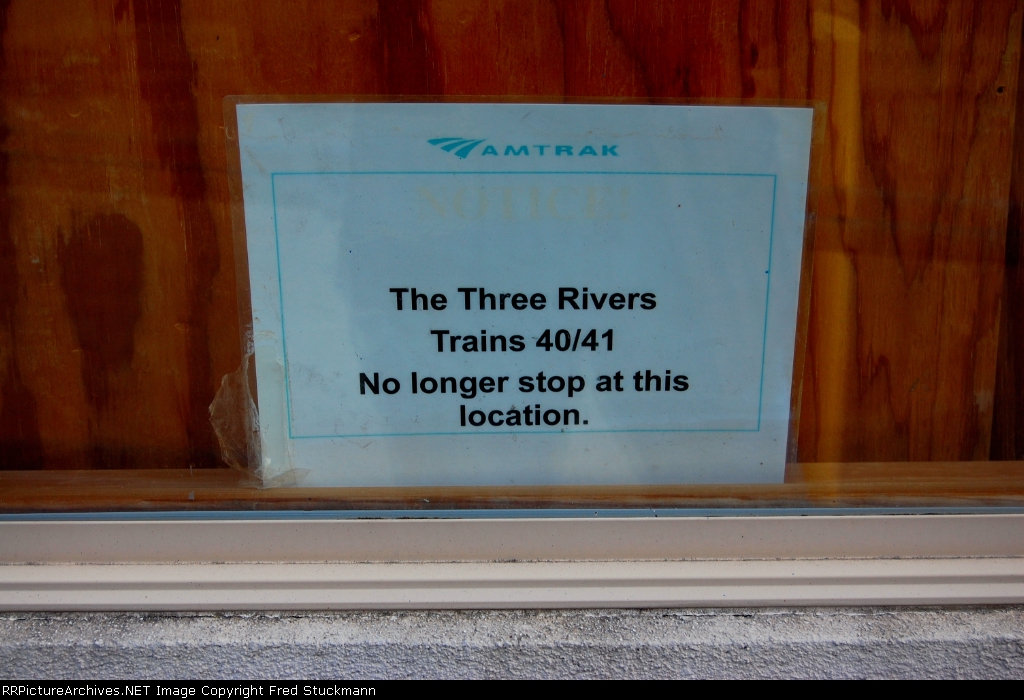 AMTRAK
NOTICE!
The Three Rivers
Trains 40/41
No longer stop at this
location.
RRPictureArchives.NET Image Copyright Fred Stuckmann